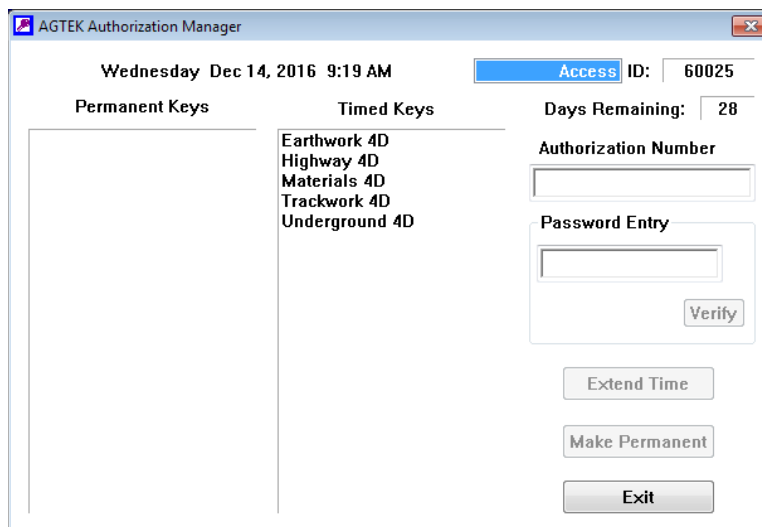 AGTEK Authorization Manager
Wednesday Dec 14, 2016 9:19 AM
Access ID: 60025
Permanent Keys
Timed Keys
Days Remaining: 28
Earthwork 4D
Highway 4D
Materials 4D
Trackwork 4D
Underground 4D
Authorization Number
Password Entry
Verify
Extend Time
Make Permanent
Exit